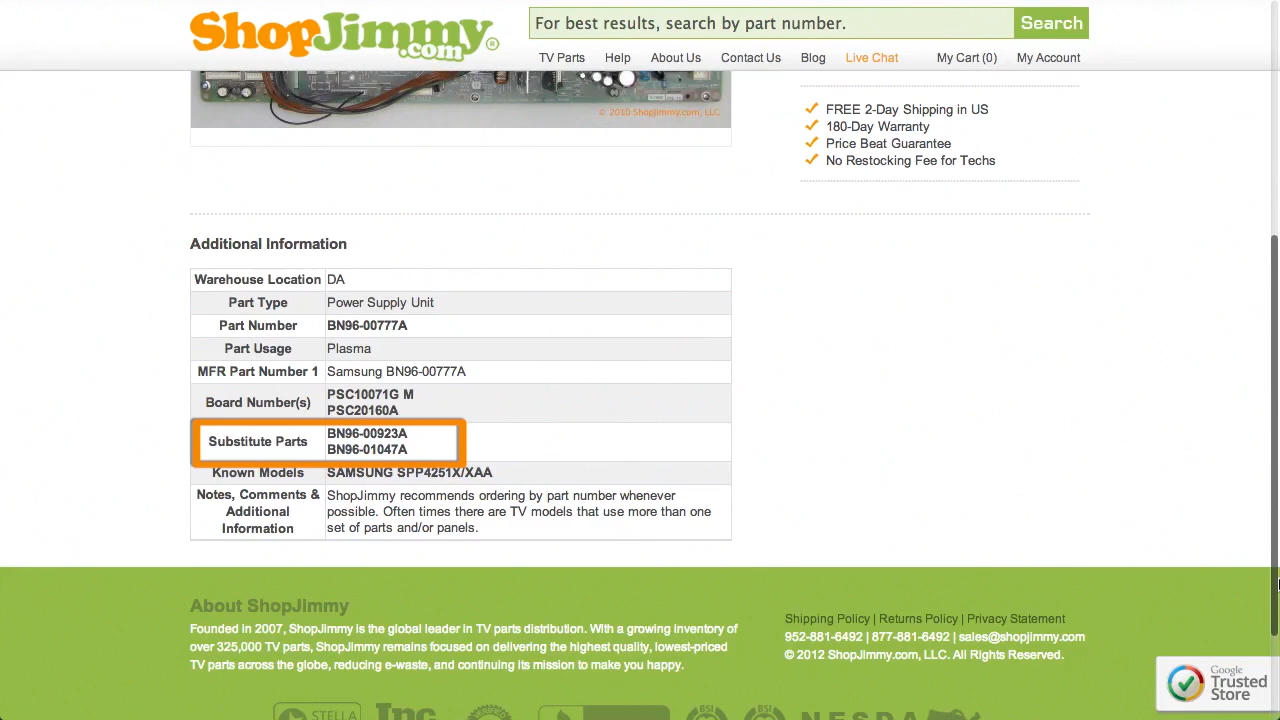 ShopJimmy.com®
For best results, search by part number.
Search
TV Parts Help About Us Contact Us Blog Live Chat My Cart (0) My Account
© 2010 ShopJimmy.com, LLC
FREE 2-Day Shipping in US
180-Day Warranty
Price Beat Guarantee
No Restocking Fee for Techs
Additional Information
Warehouse Location DA
Part Type Power Supply Unit
Part Number BN96-00777A
Part Usage Plasma
MFR Part Number 1 Samsung BN96-00777A
Board Number(s) PSC10071G M
PSC20160A
Substitute Parts BN96-00923A
BN96-01047A
Known Models SAMSUNG SPP4251X/XAA
Notes, Comments & Additional Information
ShopJimmy recommends ordering by part number whenever
possible. Often times there are TV models that use more than one
set of parts and/or panels.
About ShopJimmy
Founded in 2007, ShopJimmy is the global leader in TV parts distribution. With a growing inventory of
over 325,000 TV parts, ShopJimmy remains focused on delivering the highest quality, lowest-priced
TV parts across the globe, reducing e-waste, and continuing its mission to make you happy.
Shipping Policy | Returns Policy | Privacy Statement
952-881-6492 | 877-881-6492 | sales@shopjimmy.com
© 2012 ShopJimmy.com, LLC. All Rights Reserved.
Google
Trusted
Store
STELLA Inc BSI BSI NESDA